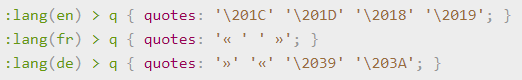 :lang(en) > q { quotes: '\201C' '\201D' '\2018' '\2019'; }
:lang(fr) > q { quotes: '« ' ' »'; }
:lang(de) > q { quotes: '»' '«' '\2039' '\203A'; }